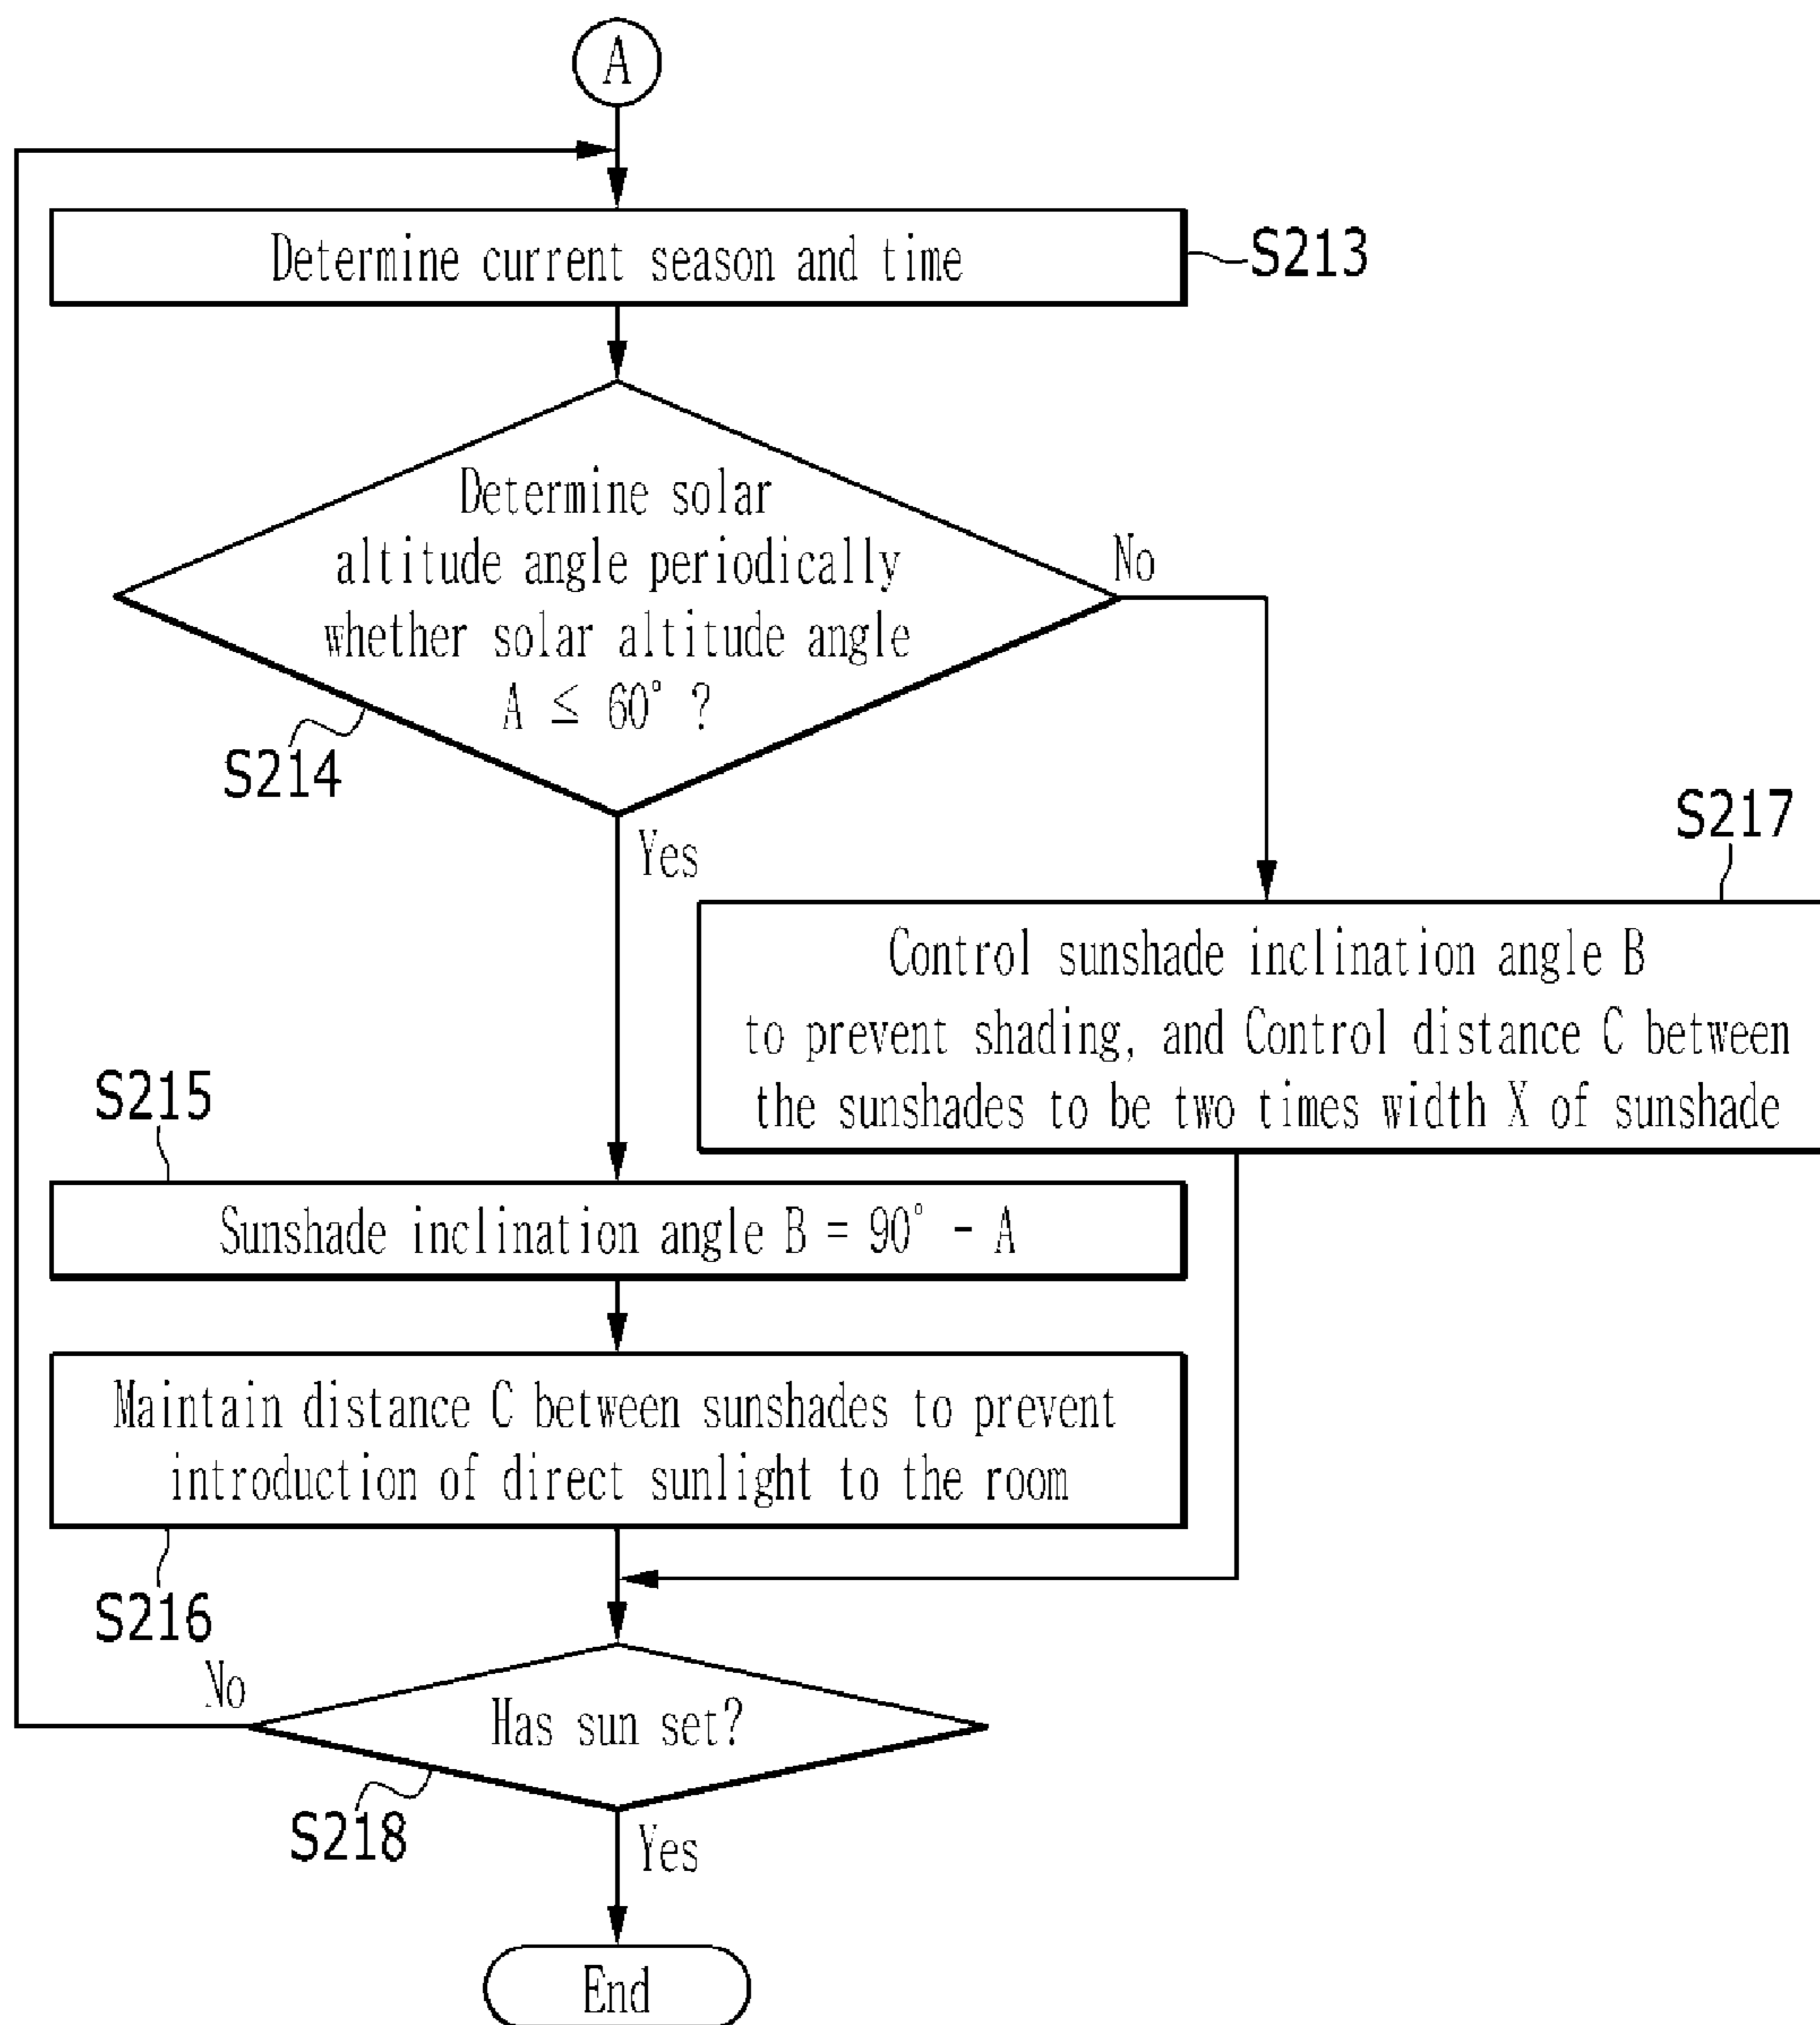 A
Determine current season and time
S213
Determine solar
altitude angle periodically
whether solar altitude angle
A ≤ 60° ?
No
S214
Yes
S217
Control sunshade inclination angle B
to prevent shading, and Control distance C between
the sunshades to be two times width X of sunshade
S215
Sunshade inclination angle B = 90° - A
Maintain distance C between sunshades to prevent
introduction of direct sunlight to the room
S216
No
Has sun set?
S218
Yes
End